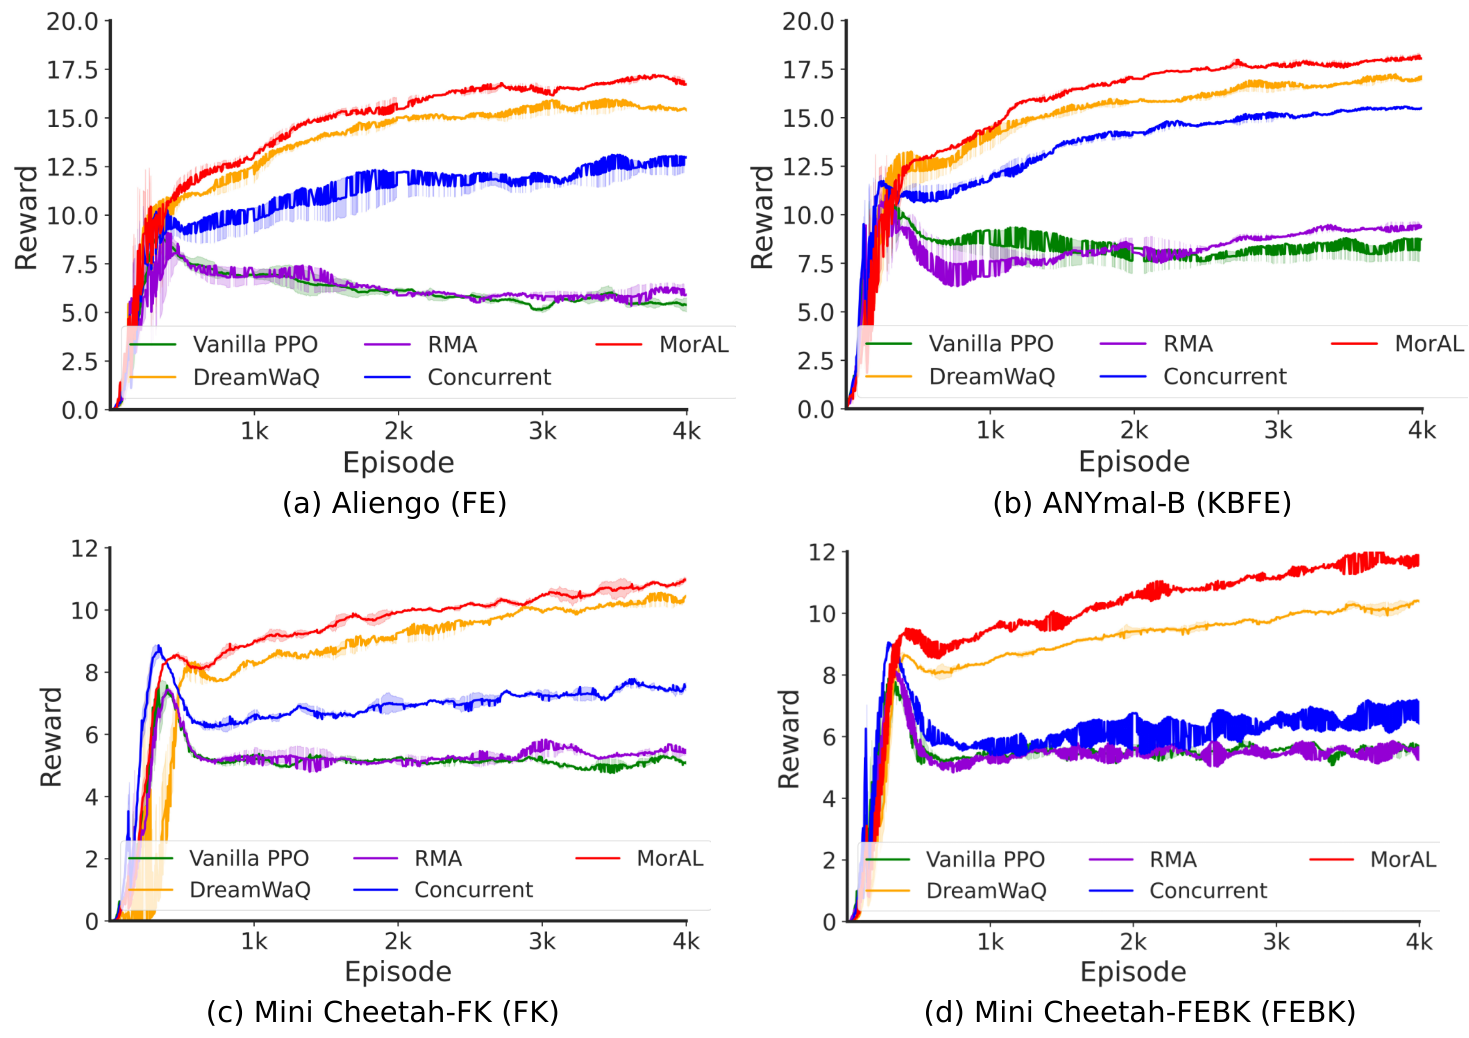 20.0
17.5
15.0
12.5
10.0
7.5
5.0
2.5
0.0
Reward
Vanilla PPO
RMA
MorAL
DreamWaQ
Concurrent
1k
2k
3k
4k
Episode
(a) Aliengo (FE)
20.0
17.5
15.0
12.5
10.0
7.5
5.0
2.5
0.0
Reward
Vanilla PPO
RMA
MorAL
DreamWaQ
Concurrent
1k
2k
3k
4k
Episode
(b) ANYmal-B (KBFE)
12
10
8
6
4
2
0
Reward
Vanilla PPO
RMA
MorAL
DreamWaQ
Concurrent
1k
2k
3k
4k
Episode
(c) Mini Cheetah-FK (FK)
12
10
8
6
4
2
0
Reward
Vanilla PPO
RMA
MorAL
DreamWaQ
Concurrent
1k
2k
3k
4k
Episode
(d) Mini Cheetah-FEBK (FEBK)